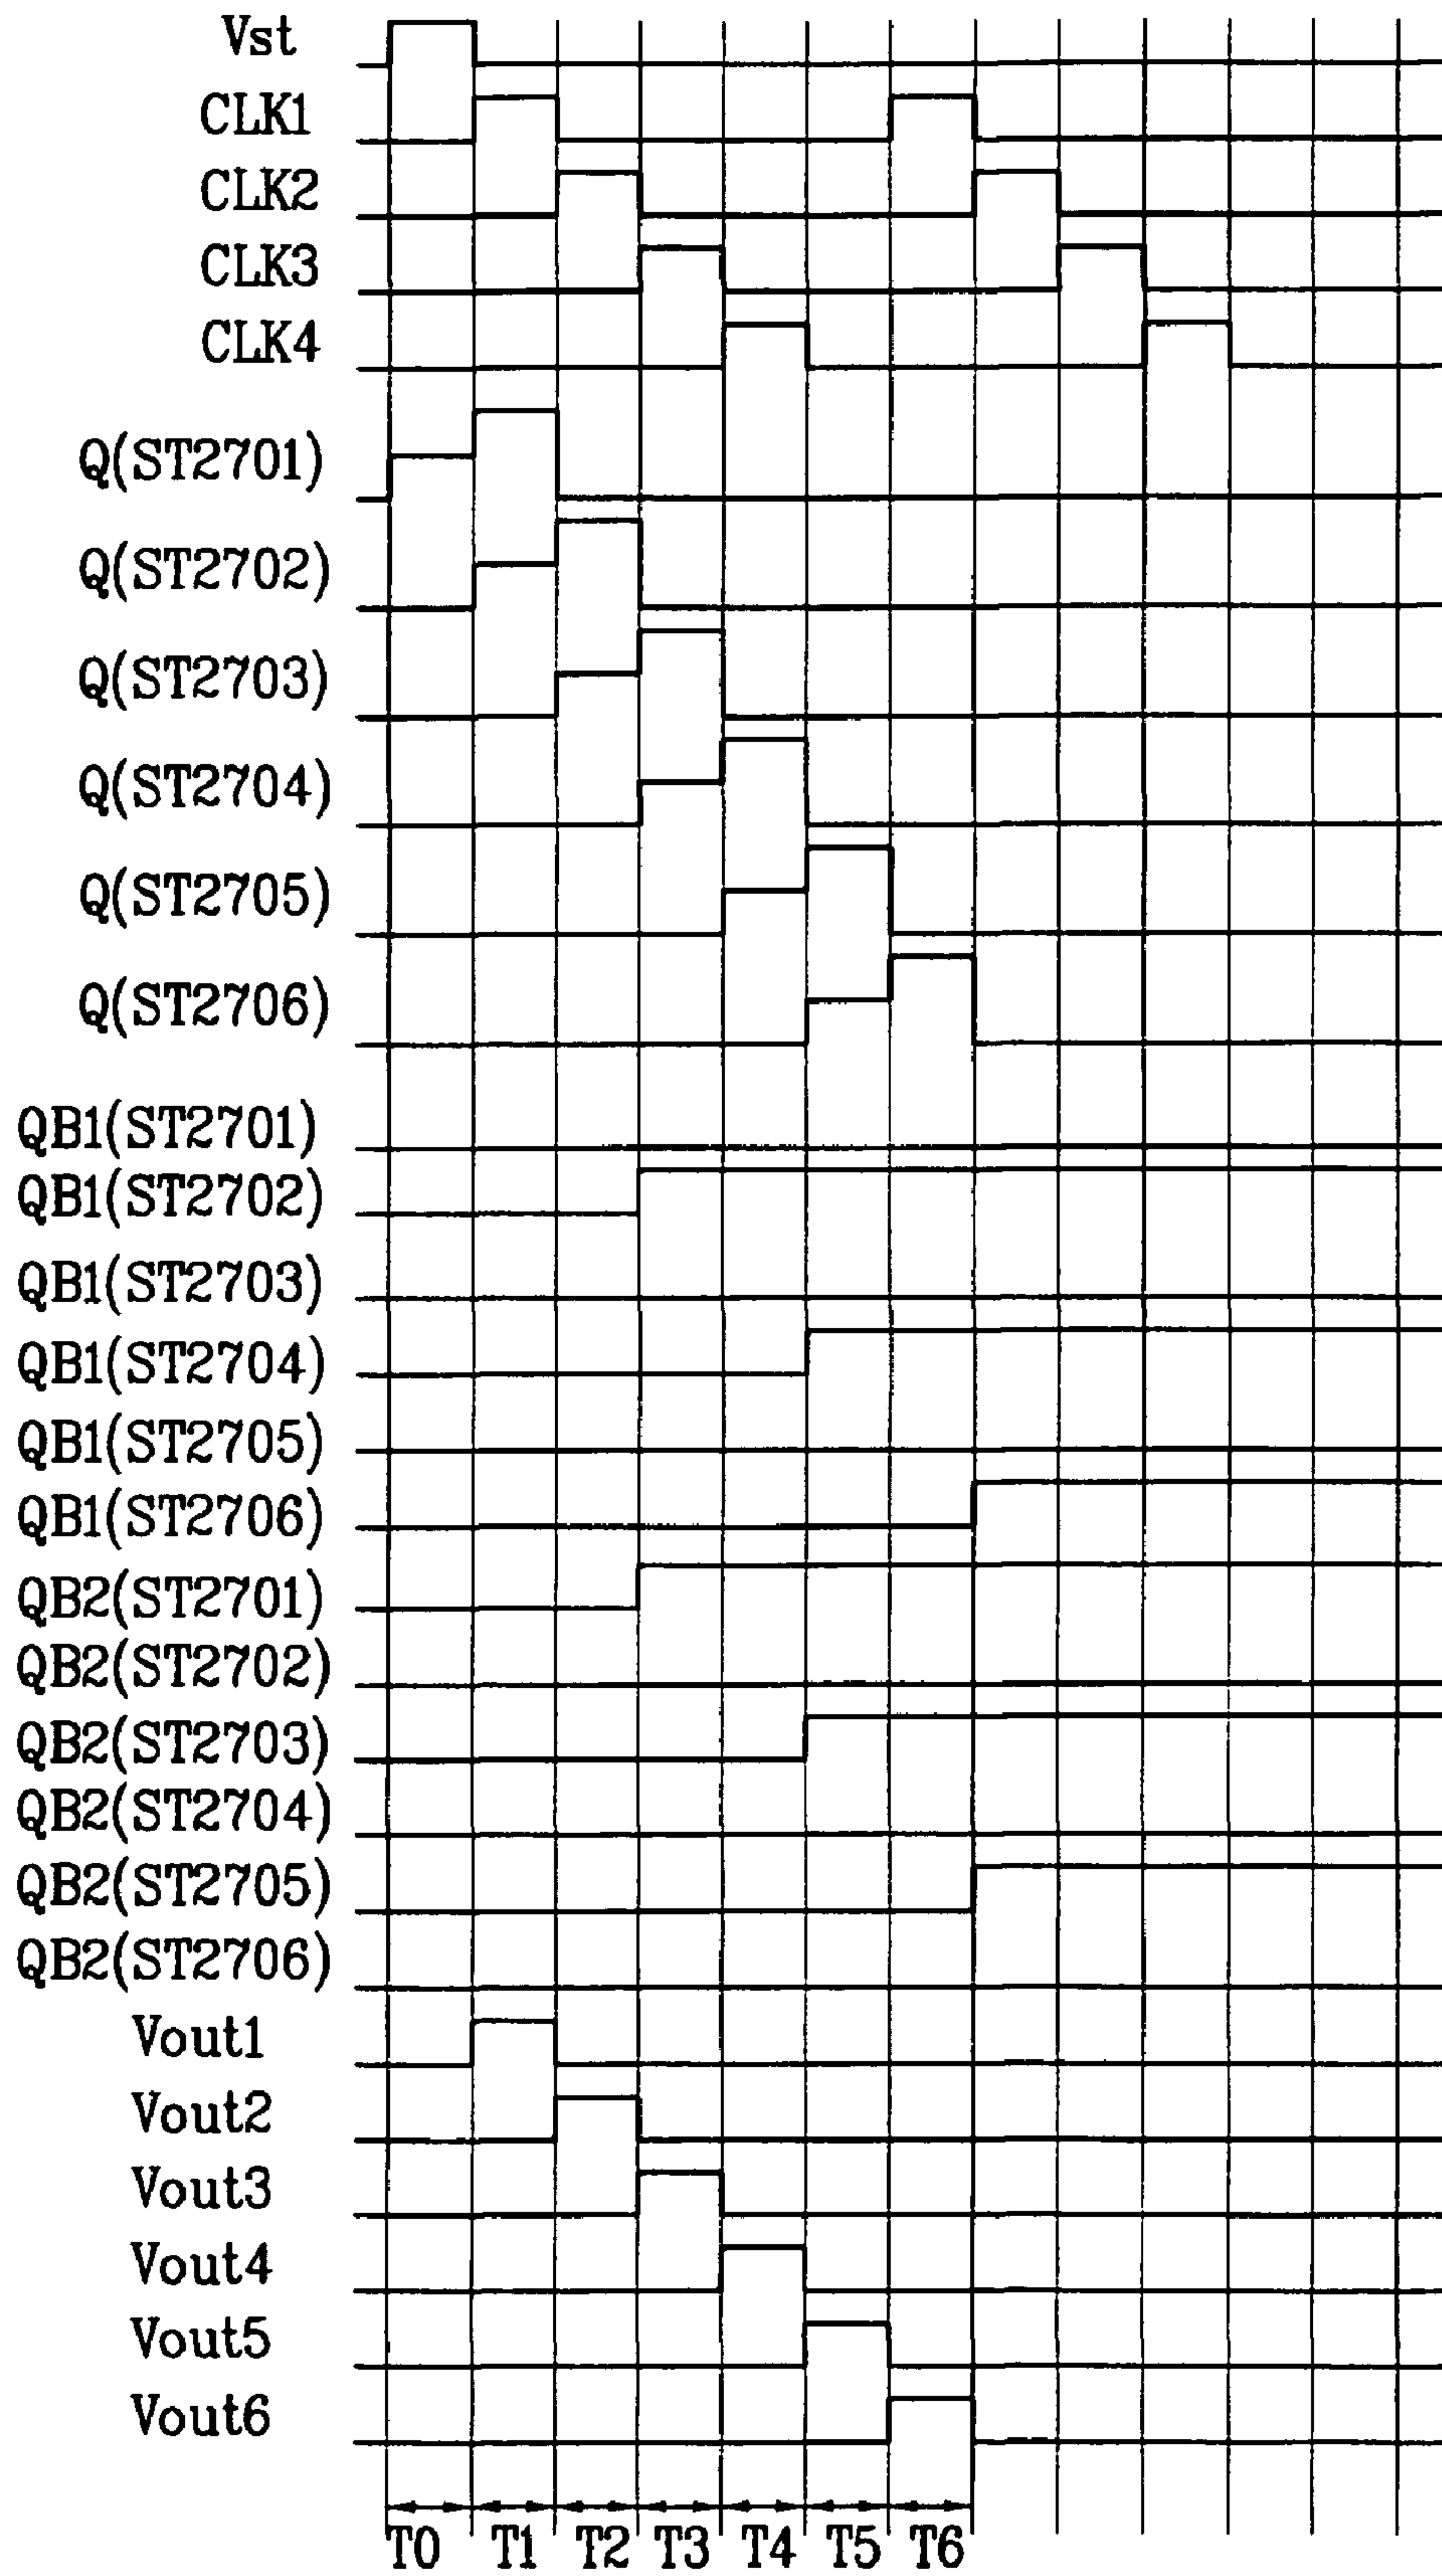 Vst
CLK1
CLK2
CLK3
CLK4
Q(ST2701)
Q(ST2702)
Q(ST2703)
Q(ST2704)
Q(ST2705)
Q(ST2706)
QB1(ST2701)
QB1(ST2702)
QB1(ST2703)
QB1(ST2704)
QB1(ST2705)
QB1(ST2706)
QB2(ST2701)
QB2(ST2702)
QB2(ST2703)
QB2(ST2704)
QB2(ST2705)
QB2(ST2706)
Vout1
Vout2
Vout3
Vout4
Vout5
Vout6
T0 T1 T2 T3 T4 T5 T6